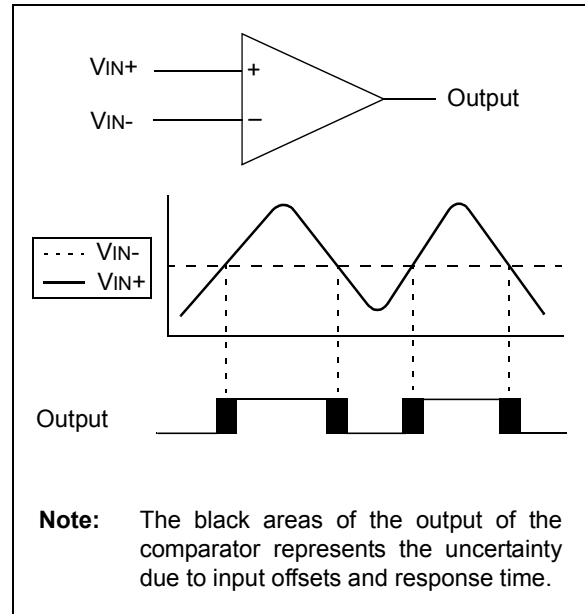 VIN+
+
Output
VIN-
–
VIN-
VIN+
Output
Note: The black areas of the output of the
comparator represents the uncertainty
due to input offsets and response time.